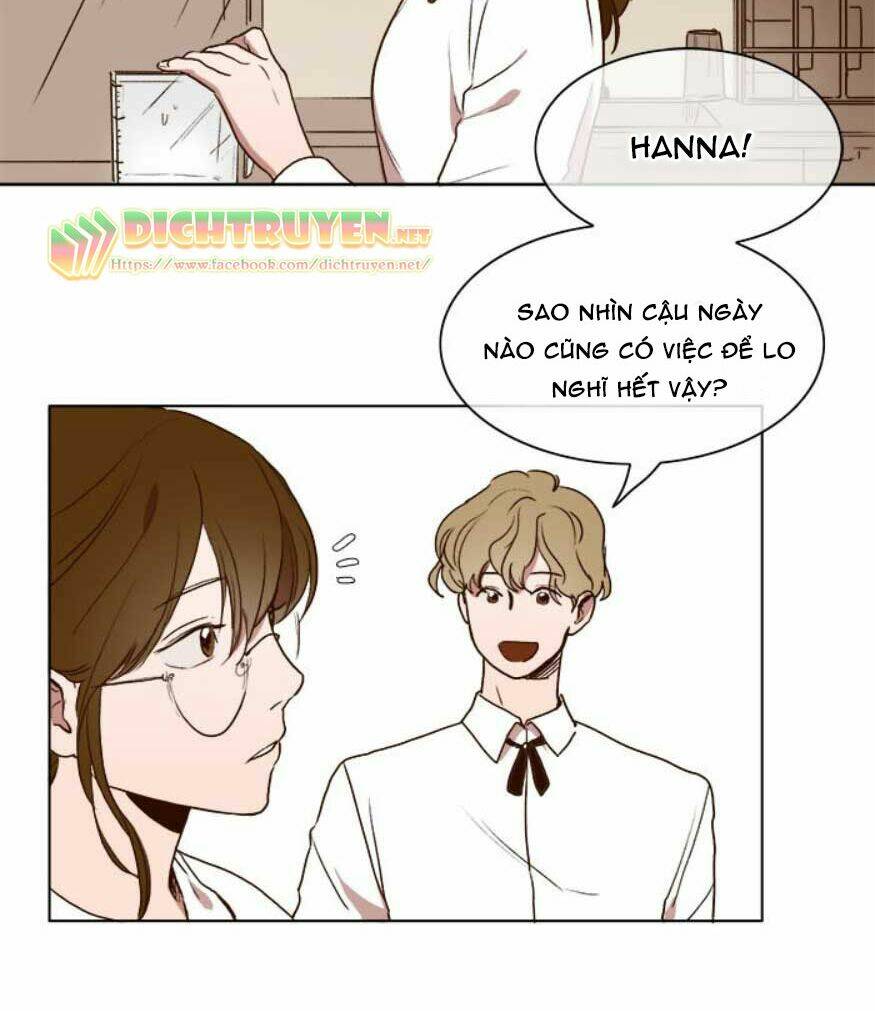 HANNA!
DICHTRUYEN.NET
Https://www.facebook.com/dichtruyen.net/
SAO NHÌN CẬU NGÀY
NÀO CŨNG CÓ VIỆC ĐỂ LO
NGHĨ HẾT VẬY?